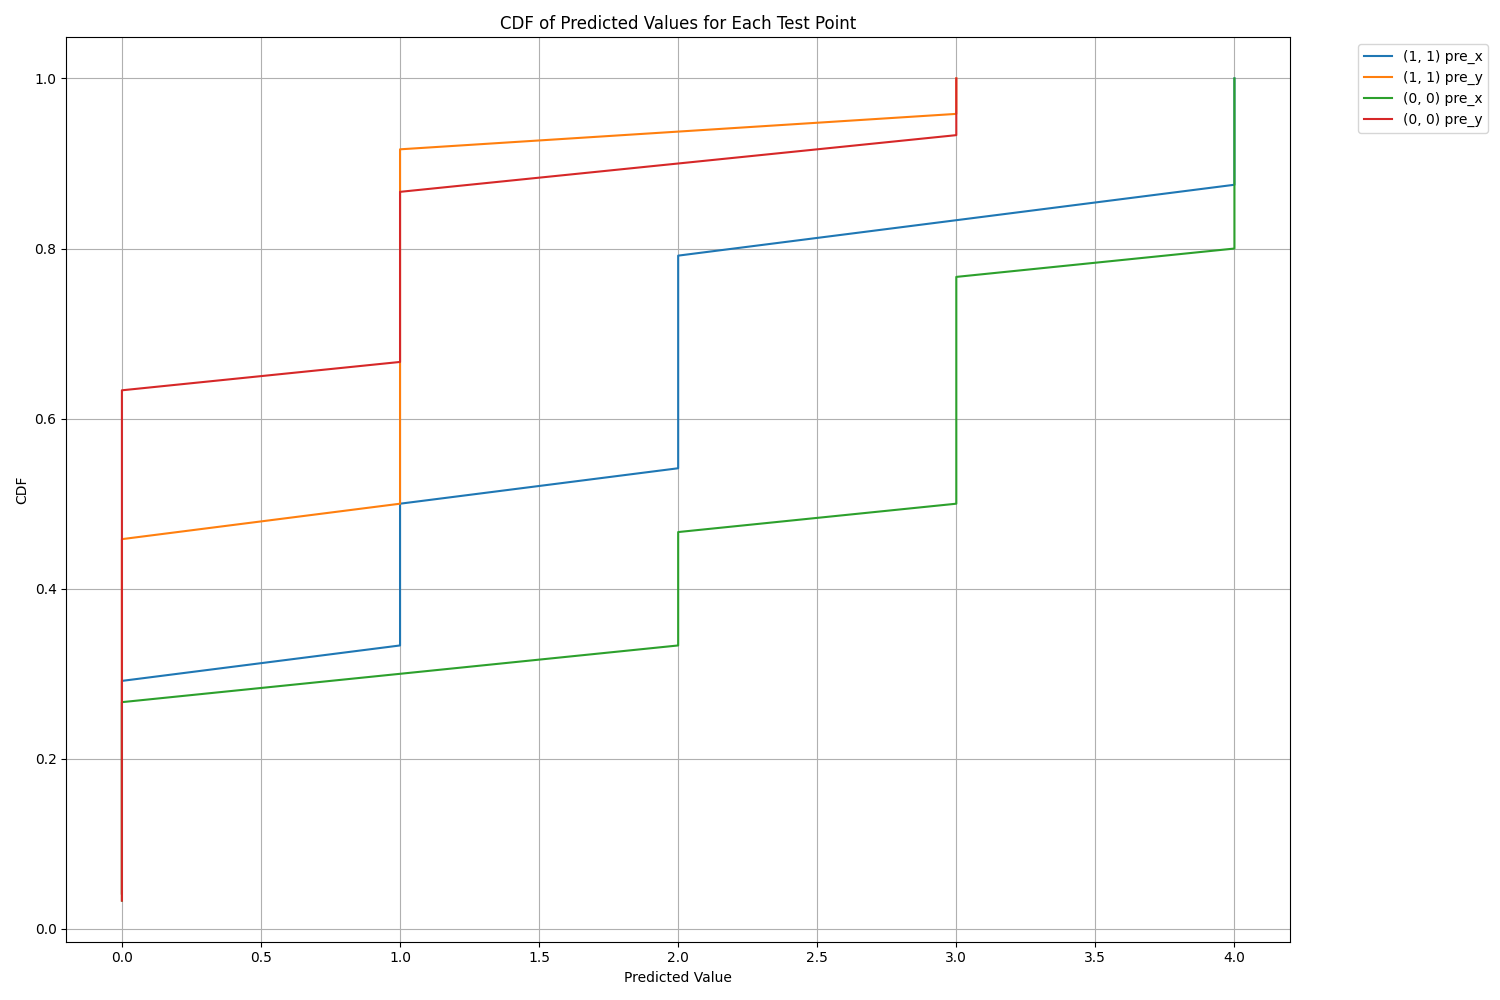 CDF of Predicted Values for Each Test Point
(1, 1) pre_x
(1, 1) pre_y
(0, 0) pre_x
(0, 0) pre_y
1.0
0.8
0.6
0.4
0.2
0.0
CDF
0.0 0.5 1.0 1.5 2.0 2.5 3.0 3.5 4.0
Predicted Value